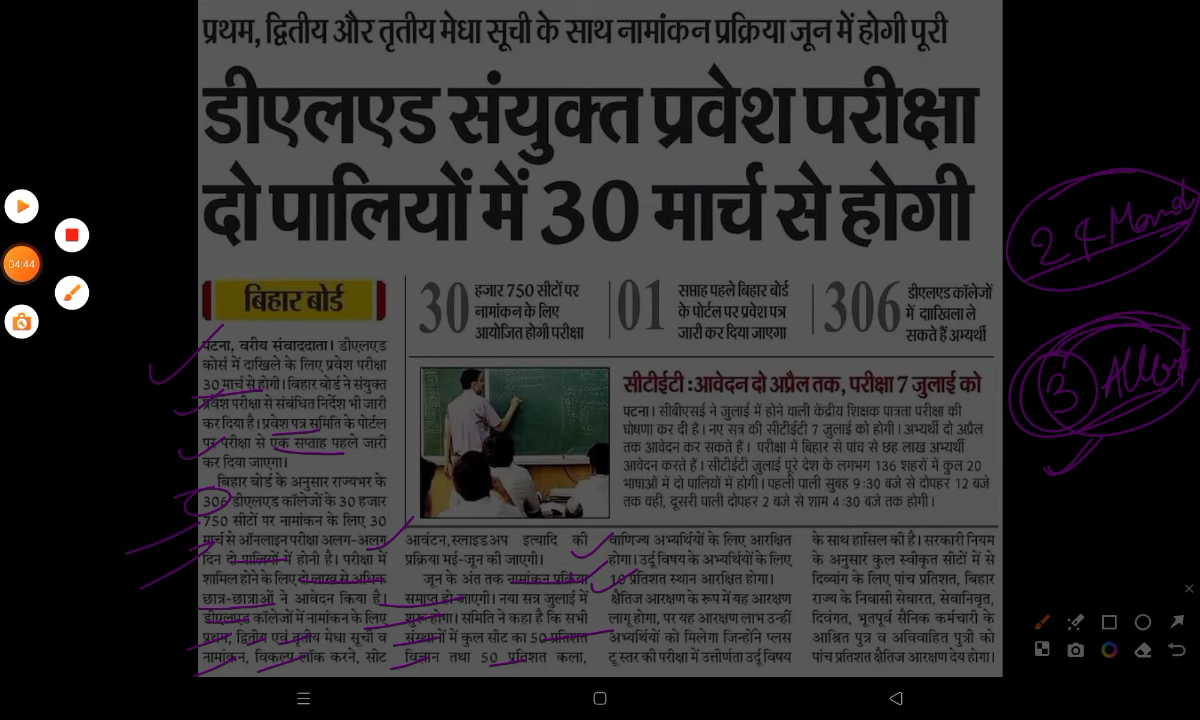 प्रथम, द्वितीय और तृतीय मेधा सूची के साथ नामांकन प्रक्रिया जून में होगी पूरी
डीएलएड संयुक्त प्रवेश परीक्षा
दो पालियों में 30 मार्च से होगी
04:44
बिहार बोर्ड
पटना, वरीय संवाददाता। डीएलएड
कोर्स में दाखिले के लिए प्रवेश परीक्षा
30 मार्च से होगी। बिहार बोर्ड ने संयुक्त
प्रवेश परीक्षा से संबंधित निर्देश भी जारी
कर दिया है। प्रवेश पत्र समिति के पोर्टल
पर परीक्षा से एक सप्ताह पहले जारी
कर दिया जाएगा।
बिहार बोर्ड के अनुसार राज्यभर के
306 डीएलएड कॉलेजों के 30 हजार
750 सीटों पर नामांकन के लिए 30
मार्च से ऑनलाइन परीक्षा अलग-अलग
दिन दो पालियों में होनी है। परीक्षा में
शामिल होने के लिए दो लाख से अधिक
छात्र-छात्राओं ने आवेदन किया है।
डीएलएड कॉलेजों में नामांकन के लिए
प्रथम, द्वितीय एवं तृतीय मेधा सूची व
नामांकन, विकल्प लॉक करने, सीट
30 हजार 750 सीटों पर
नामांकन के लिए
आयोजित होगी परीक्षा
01 सप्ताह पहले बिहार बोर्ड
के पोर्टल पर प्रवेश पत्र
जारी कर दिया जाएगा
306 डीएलएड कॉलेजों
में दााखिला ले
सकते हैं अभ्यर्थी
सीटीईटी : आवेदन दो अप्रैल तक, परीक्षा 7 जुलाई को
पटना। सीबीएसई ने जुलाई में होने वाली केंद्रीय शिक्षक पात्रता परीक्षा की
घोषणा कर दी है। नए सत्र की सीटीईटी 7 जुलाई को होगी। अभ्यर्थी दो अप्रैल
तक आवेदन कर सकते हैं। परीक्षा में बिहार से पांच से छह लाख अभ्यर्थी
आवेदन करते हैं। सीटीईटी जुलाई पूरे देश के लगभग 136 शहरों में कुल 20
भाषाओं में दो पालियों में होगी। पहली पाली सुबह 9:30 बजे से दोपहर 12 बजे
तक वहीं, दूसरी पाली दोपहर 2 बजे से शाम 4:30 बजे तक होगी।
आवंटन,स्लाइडअप इत्यादि की
प्रक्रिया मई-जून की जाएगी।
जून के अंत तक नामांकन प्रक्रिया
समाप्त हो जाएगी। नया सत्र जुलाई में
शुरू होगा। समिति ने कहा है कि सभी
संस्थानों में कुल सीट का 50 प्रतिशत
विज्ञान तथा 50 प्रतिशत कला,
वाणिज्य अभ्यर्थियों के लिए आरक्षित
होगा। उर्दू विषय के अभ्यर्थियों के लिए
10 प्रतिशत स्थान आरक्षित होगा।
क्षैतिज आरक्षण के रूप में यह आरक्षण
लागू होगा, पर यह आरक्षण लाभ उन्हीं
अभ्यर्थियों को मिलेगा जिन्होंने प्लस
टू स्तर की परीक्षा में उत्तीर्णता उर्दू विषय
के साथ हासिल की है। सरकारी नियम
के अनुसार कुल स्वीकृत सीटों में से
दिव्यांग के लिए पांच प्रतिशत, बिहार
राज्य के निवासी सेवारत, सेवानिवृत,
दिवंगत, भूतपूर्व सैनिक कर्मचारी के
आश्रित पुत्र व अविवाहित पुत्री को
पांच प्रतिशत क्षैतिज आरक्षण देय होगा।
24
3